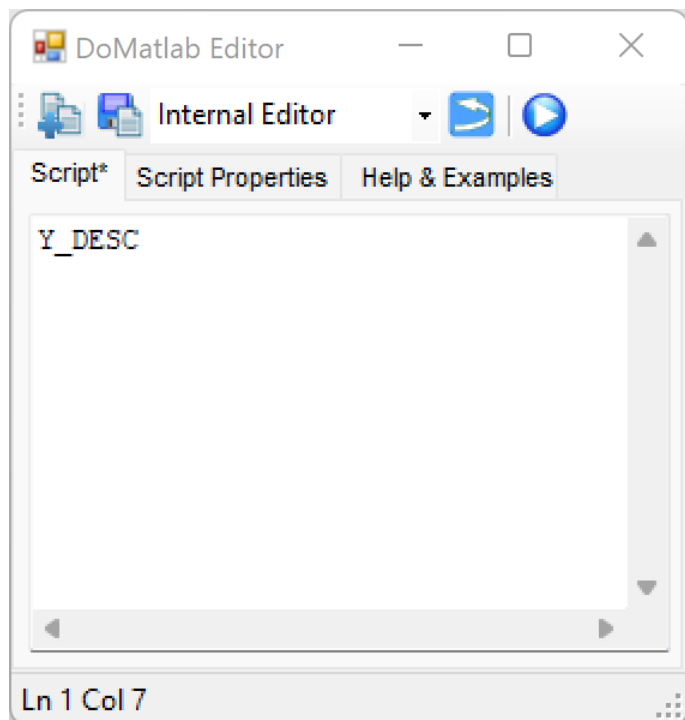 DoMatlab Editor
Internal Editor
Script* Script Properties Help & Examples
Y_DESC
Ln 1 Col 7